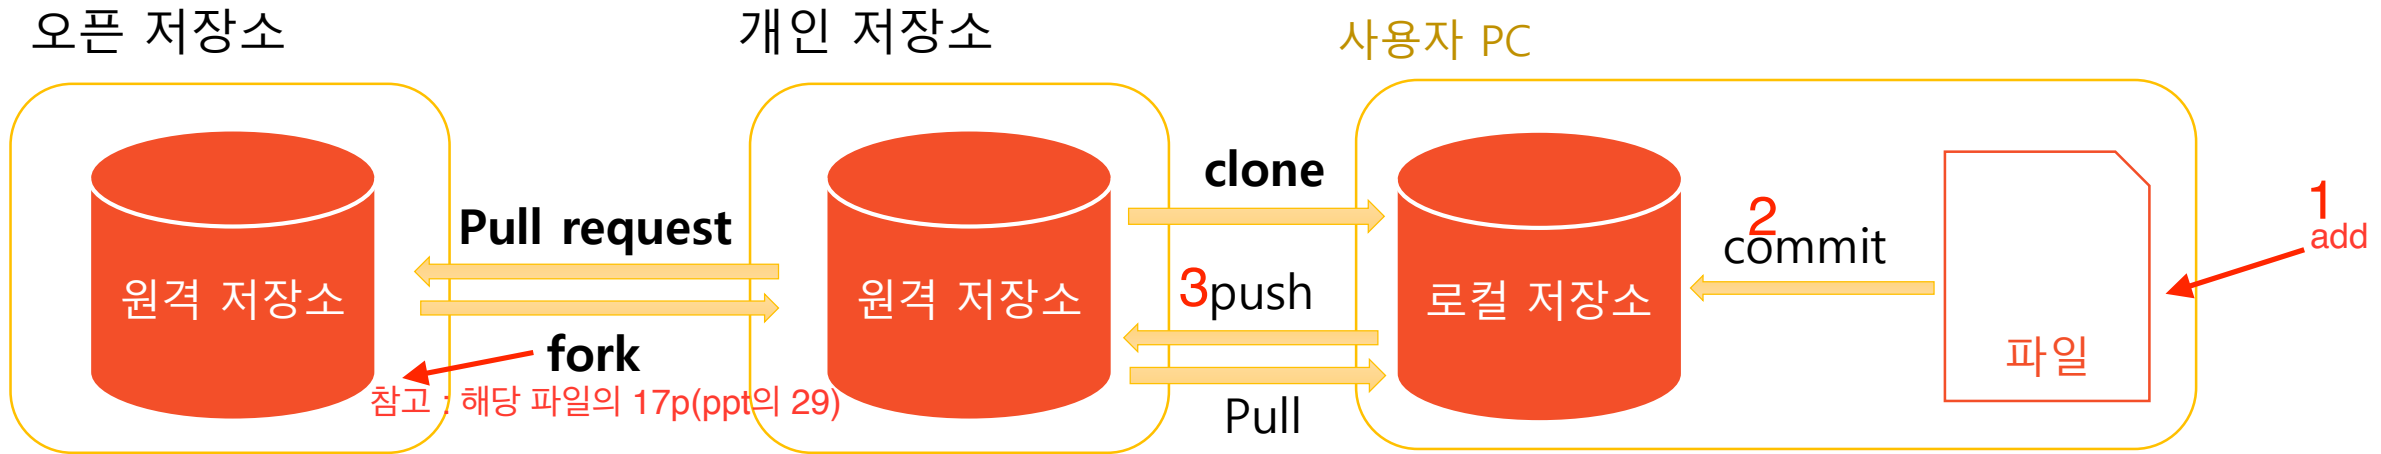 오픈 저장소
개인 저장소
사용자 PC
원격 저장소
Pull request
fork
참고 : 해당 파일의 17p(ppt의 29)
원격 저장소
clone
3push
Pull
로컬 저장소
2
commit
파일
1
add